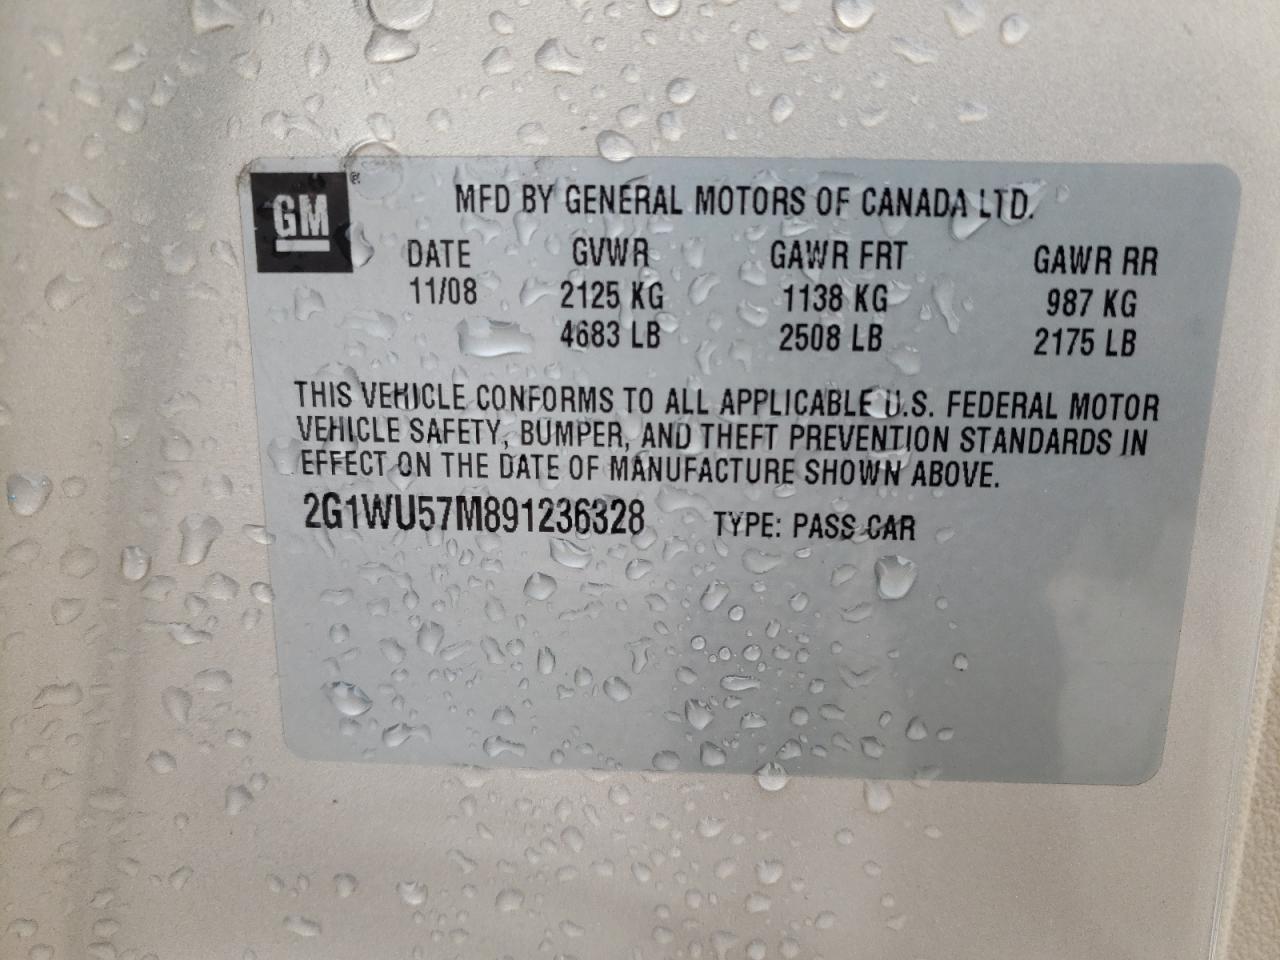 GM ®
MFD BY GENERAL MOTORS OF CANADA LTD.
DATE GVWR GAWR FRT GAWR RR
11/08 2125 KG 1138 KG 987 KG
4683 LB 2508 LB 2175 LB
THIS VEHICLE CONFORMS TO ALL APPLICABLE U.S. FEDERAL MOTOR
VEHICLE SAFETY, BUMPER, AND THEFT PREVENTION STANDARDS IN
EFFECT ON THE DATE OF MANUFACTURE SHOWN ABOVE.
2G1WU57M891236328 TYPE: PASS CAR